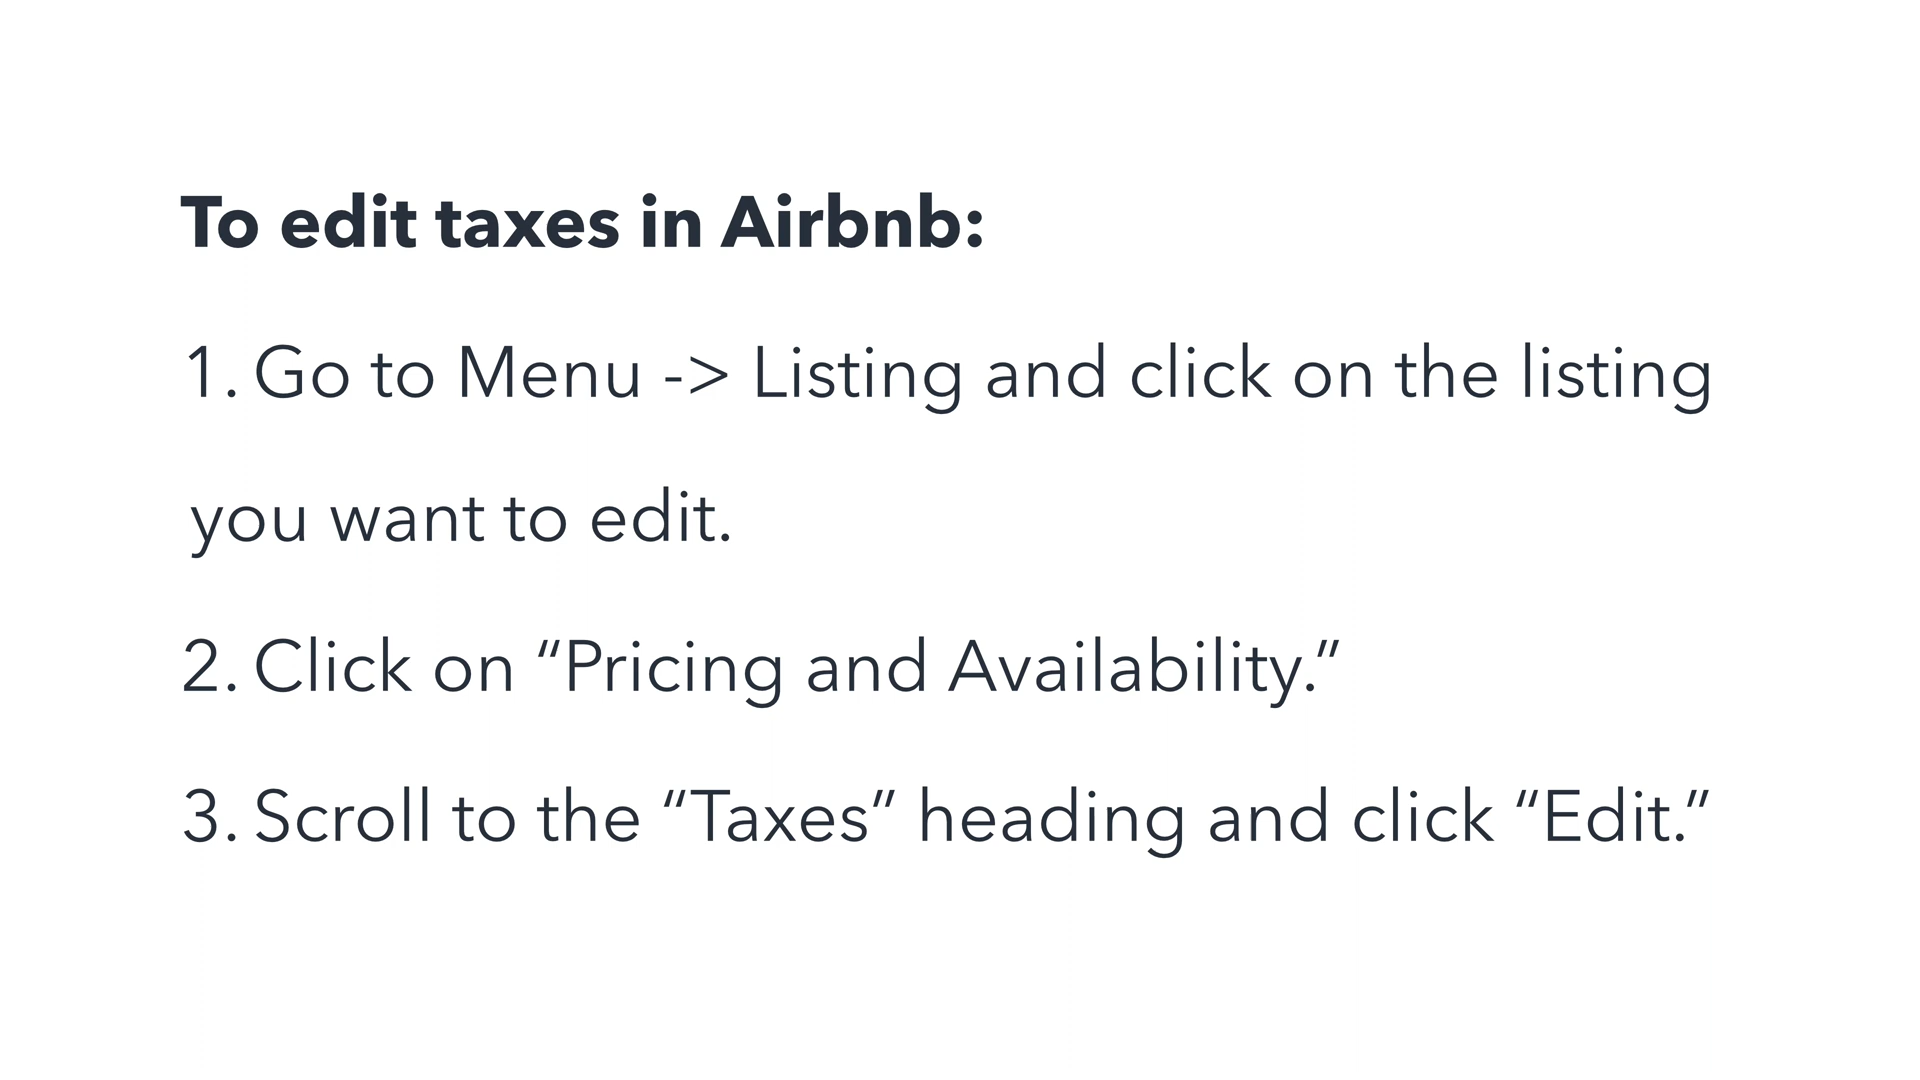 To edit taxes in Airbnb:
1. Go to Menu -> Listing and click on the listing
you want to edit.
2. Click on “Pricing and Availability.”
3. Scroll to the “Taxes” heading and click “Edit.”